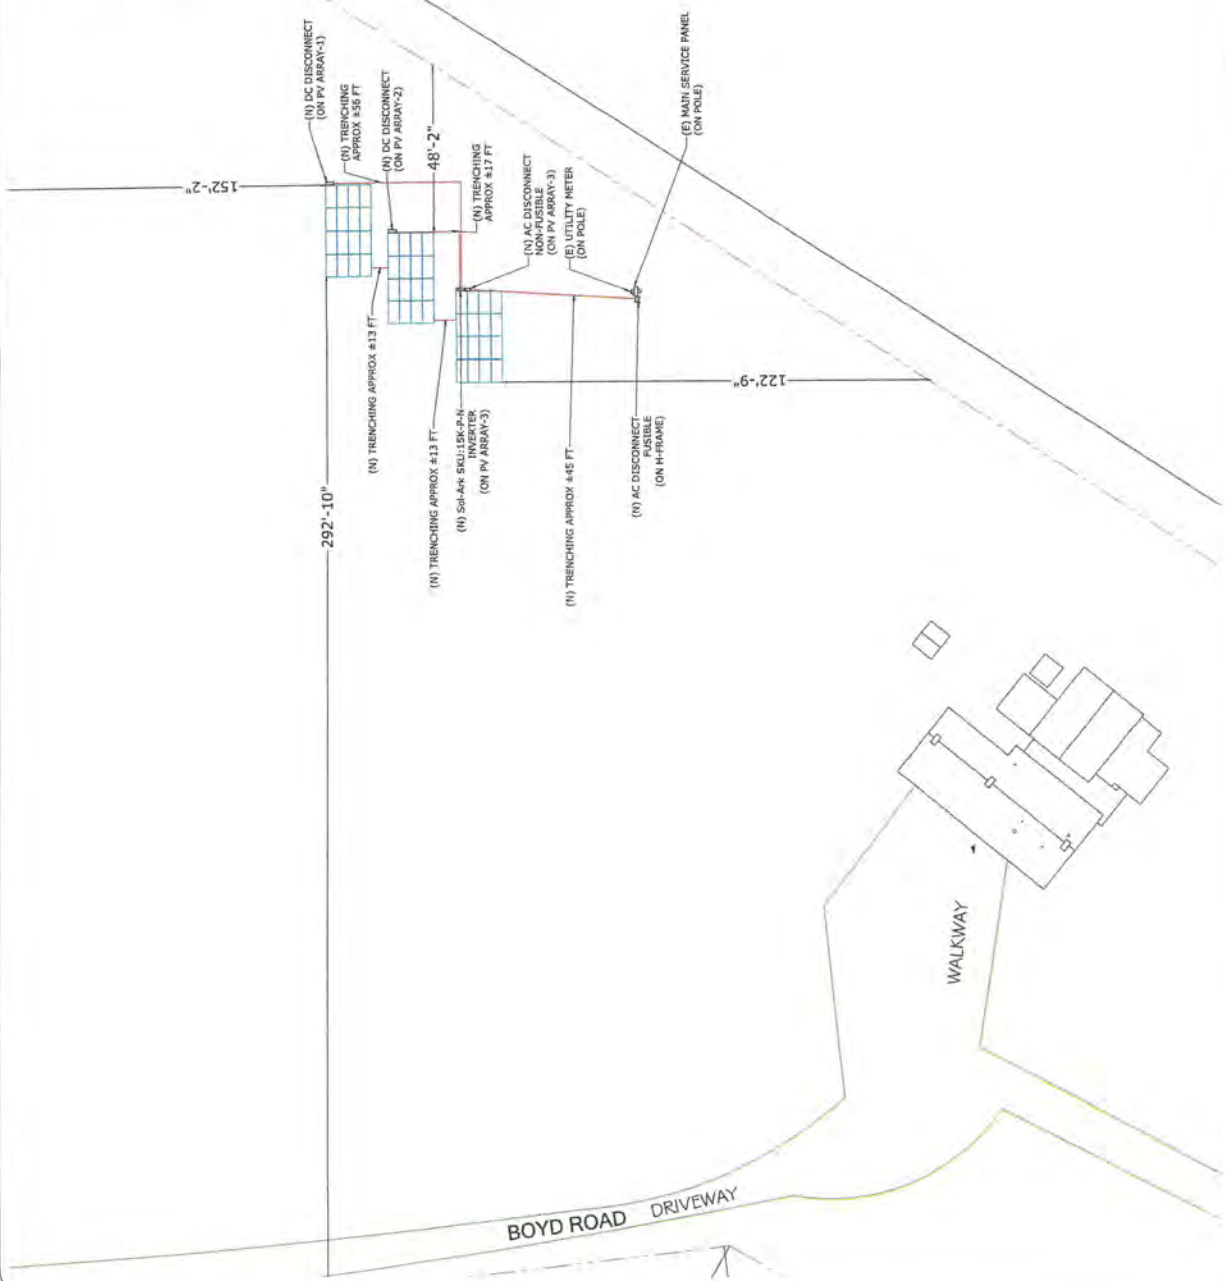 (N) DC DISCONNECT
(ON PV ARRAY-1)
(N) TRENCHING
APPROX ±56 FT
(N) DC DISCONNECT
(ON PV ARRAY-2)
48'-2"
(N) TRENCHING
APPROX ±17 FT
(N) AC DISCONNECT
NON-FUSIBLE
(ON PV ARRAY-3)
(E) UTILITY METER
(ON POLE)
(E) MAIN SERVICE PANEL
(ON POLE)
152'-2"
(N) TRENCHING APPROX ±13 FT
(N) TRENCHING APPROX ±13 FT
(N) Sol-Ark SKU:15K-P-N
INVERTER
(ON PV ARRAY-3)
(N) TRENCHING APPROX ±45 FT
(N) AC DISCONNECT
FUSIBLE
(ON H-FRAME)
122'-9"
292'-10"
WALKWAY
BOYD ROAD
DRIVEWAY